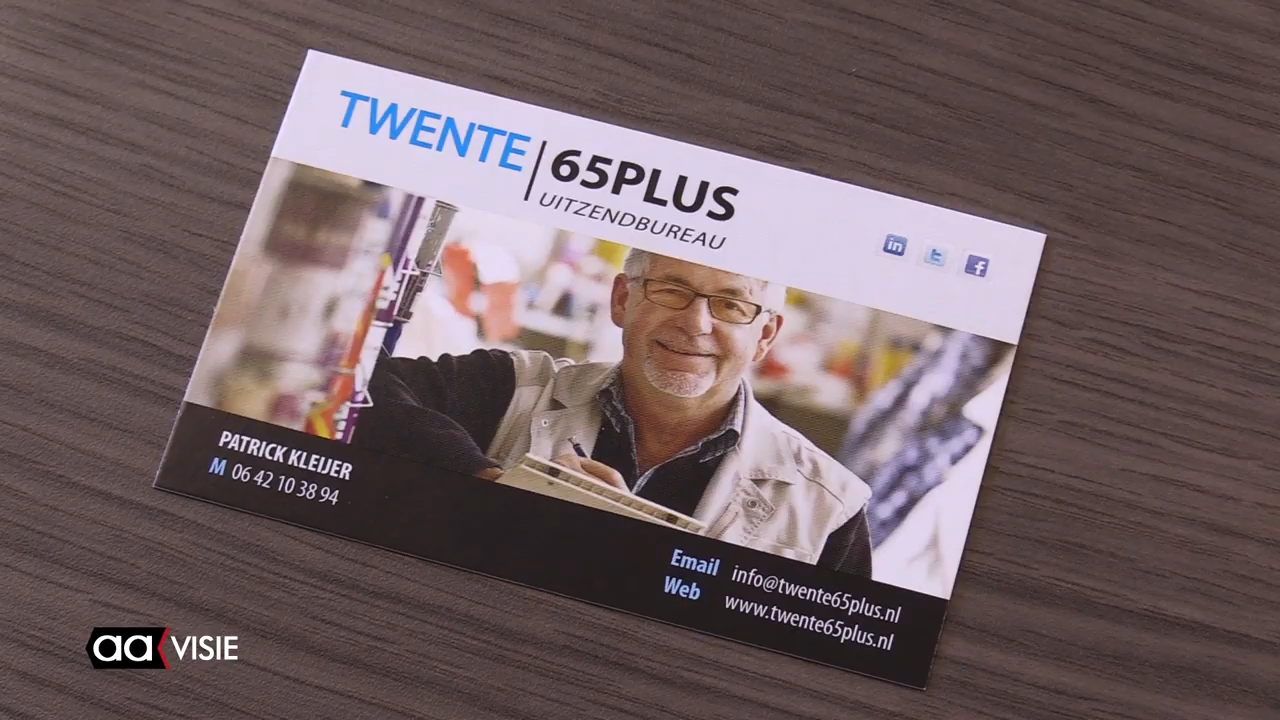 TWENTE
65PLUS
UITZENDBUREAU
in t f
PATRICK KLEIJER
M 06 42 10 38 94
Email info@twente65plus.nl
Web www.twente65plus.nl
aa VISIE